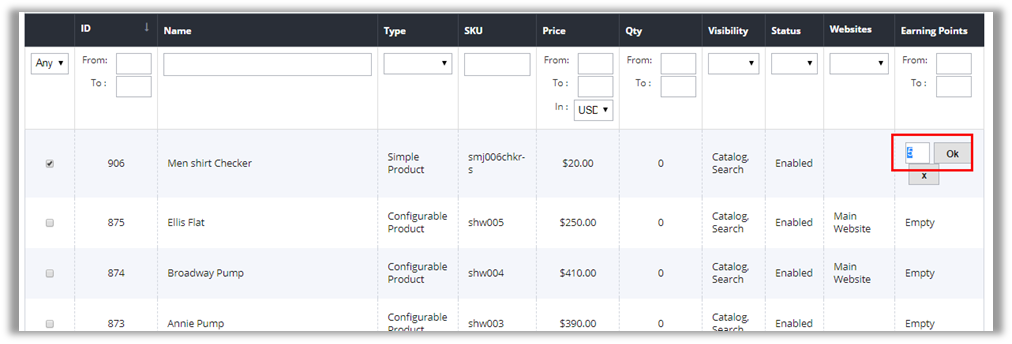 ID Name Type SKU Price Qty Visibility Status Websites Earning Points
Any From: From: From: From:
To : To : To : To :
In : USD
906 Men shirt Checker Simple Product smj006chkr-s $20.00 0 Catalog, Search Enabled 5 Ok
x
875 Ellis Flat Configurable Product shw005 $250.00 0 Catalog, Search Enabled Main Website Empty
874 Broadway Pump Configurable Product shw004 $410.00 0 Catalog, Search Enabled Main Website Empty
873 Annie Pump Configurable Product shw003 $390.00 0 Catalog, Search Enabled Main Website Empty